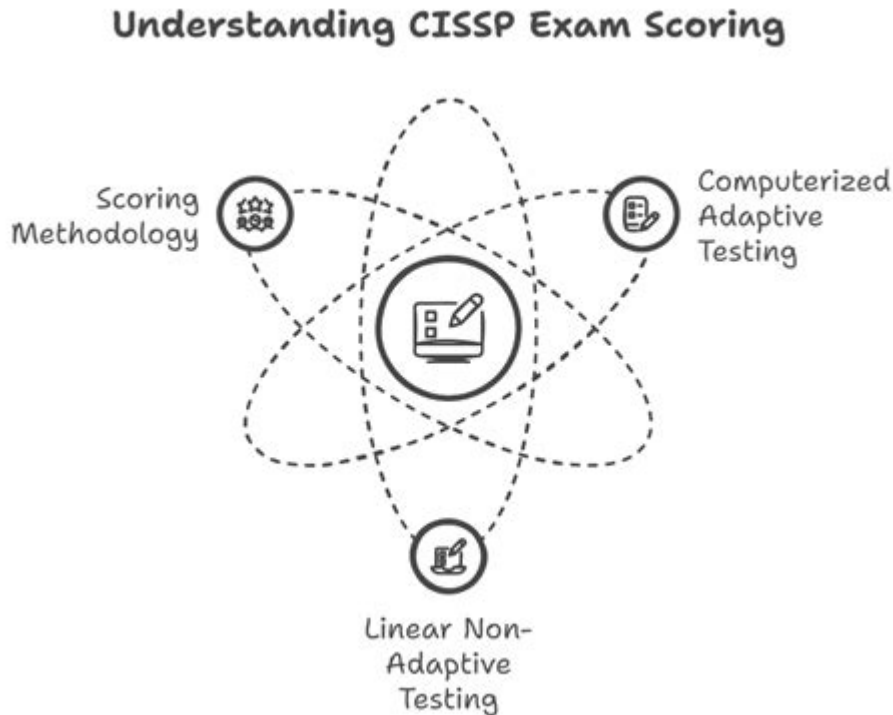 Understanding CISSP Exam Scoring
Scoring
Methodology
Computerized
Adaptive
Testing
Linear Non-
Adaptive
Testing